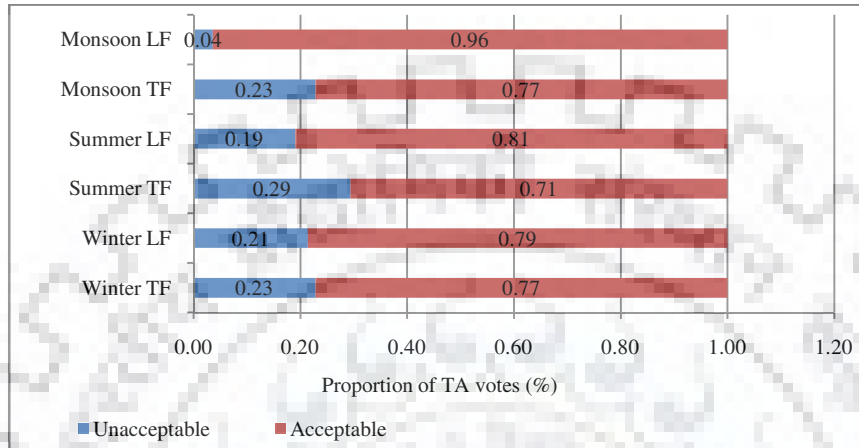 Monsoon LF 0.04 0.96
Monsoon TF 0.23 0.77
Summer LF 0.19 0.81
Summer TF 0.29 0.71
Winter LF 0.21 0.79
Winter TF 0.23 0.77
0.00 0.20 0.40 0.60 0.80 1.00 1.20
Proportion of TA votes (%)
Unacceptable Acceptable